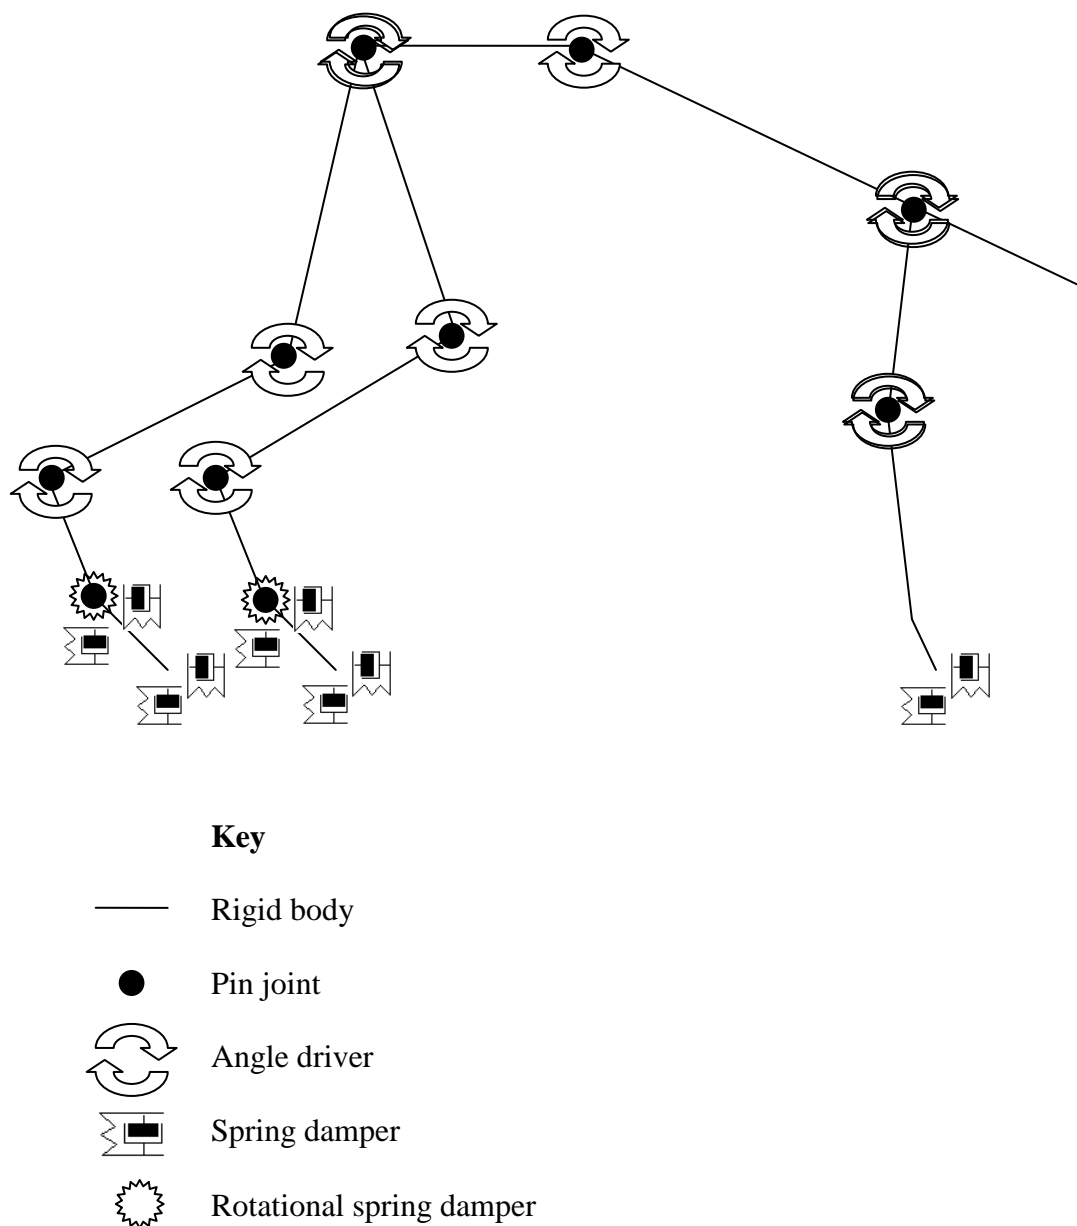 Key
Rigid body
Pin joint
Angle driver
Spring damper
Rotational spring damper